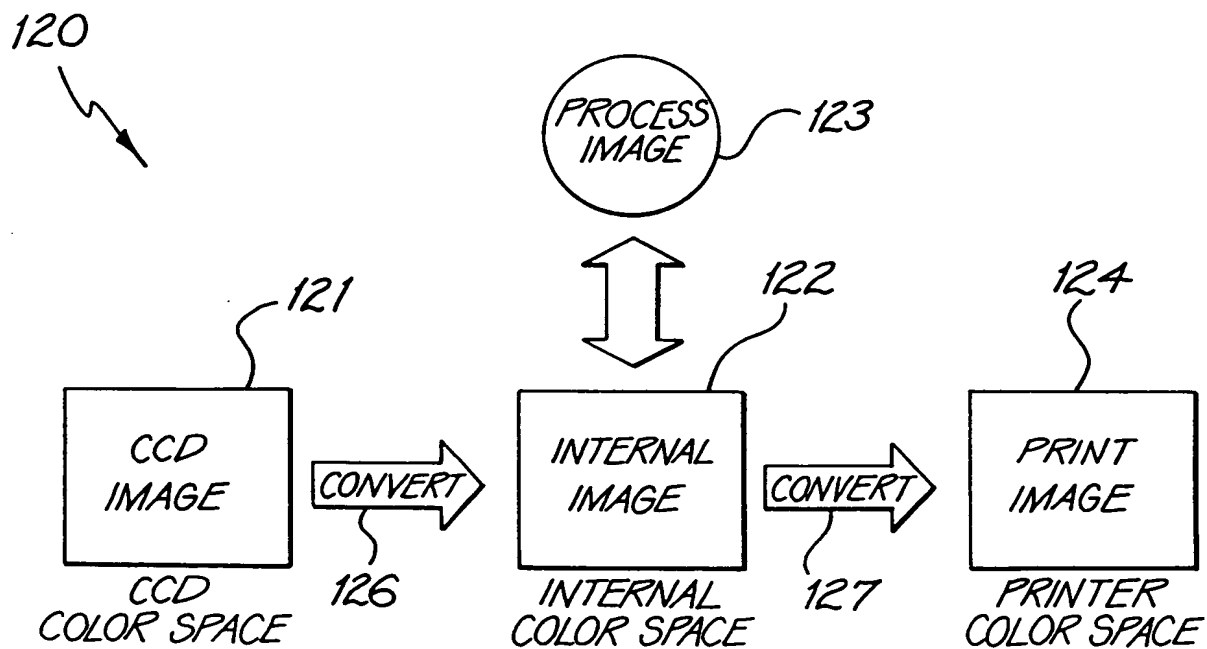 120
PROCESS
IMAGE
123
121
122
124
CCD
IMAGE
CONVERT
INTERNAL
IMAGE
CONVERT
PRINT
IMAGE
126
127
CCD
COLOR SPACE
INTERNAL
COLOR SPACE
PRINTER
COLOR SPACE